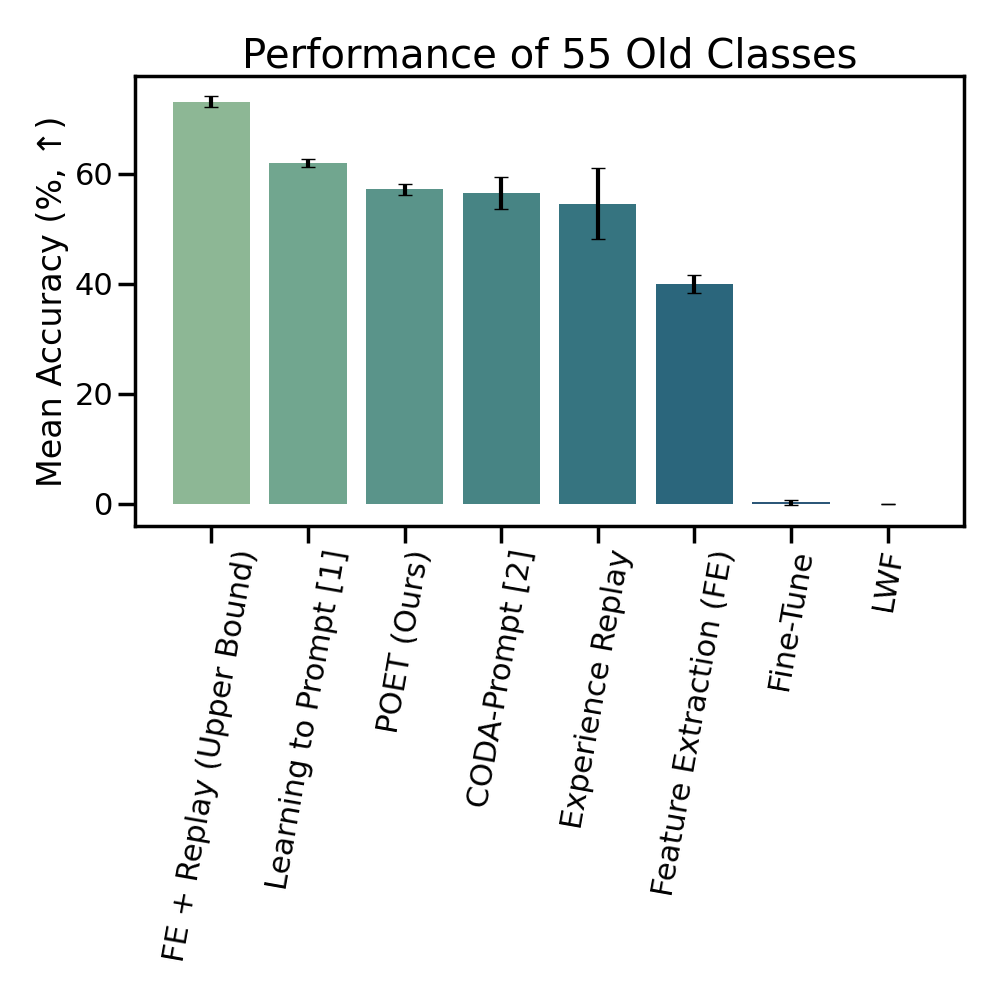 Performance of 55 Old Classes
Mean Accuracy (%, ↑)
60
40
20
0
FE + Replay (Upper Bound)
Learning to Prompt [1]
POET (Ours)
CODA-Prompt [2]
Experience Replay
Feature Extraction (FE)
Fine-Tune
LWF